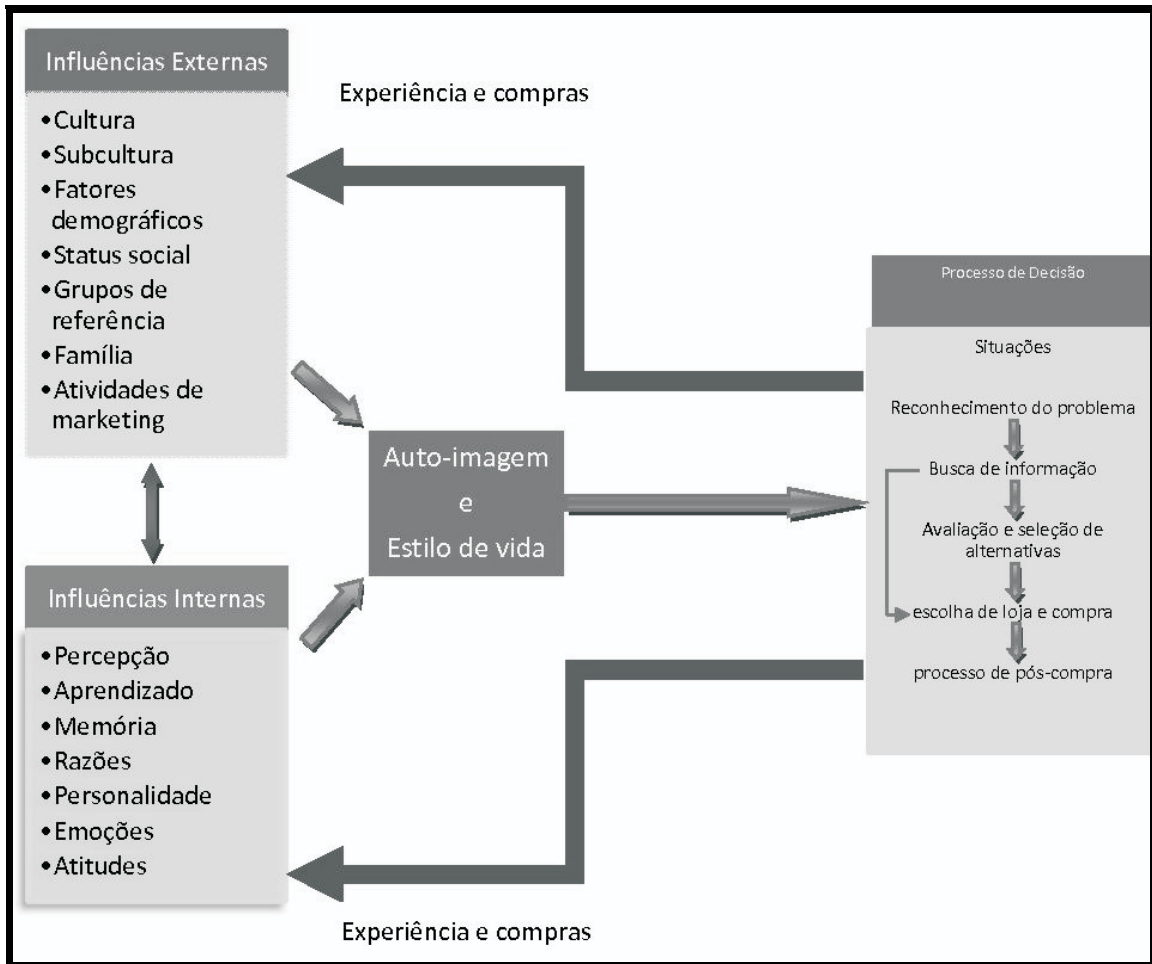 Influências Externas
•Cultura
•Subcultura
•Fatores
demográficos
•Status social
•Grupos de
referência
•Família
•Atividades de
marketing
Experiência e compras
Influências Internas
•Percepção
•Aprendizado
•Memória
•Razões
•Personalidade
•Emoções
•Atitudes
Auto-imagem
e
Estilo de vida
Processo de Decisão
Situações
Reconhecimento do problema
Busca de informação
Avaliação e seleção de
alternativas
escolha de loja e compra
processo de pós-compra
Experiência e compras